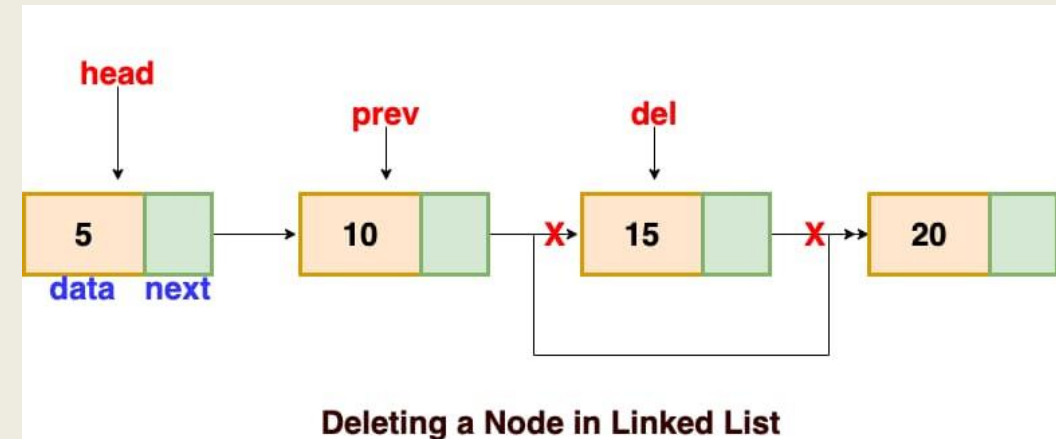 head
prev
del
5
10
X
15
X
20
data next
Deleting a Node in Linked List